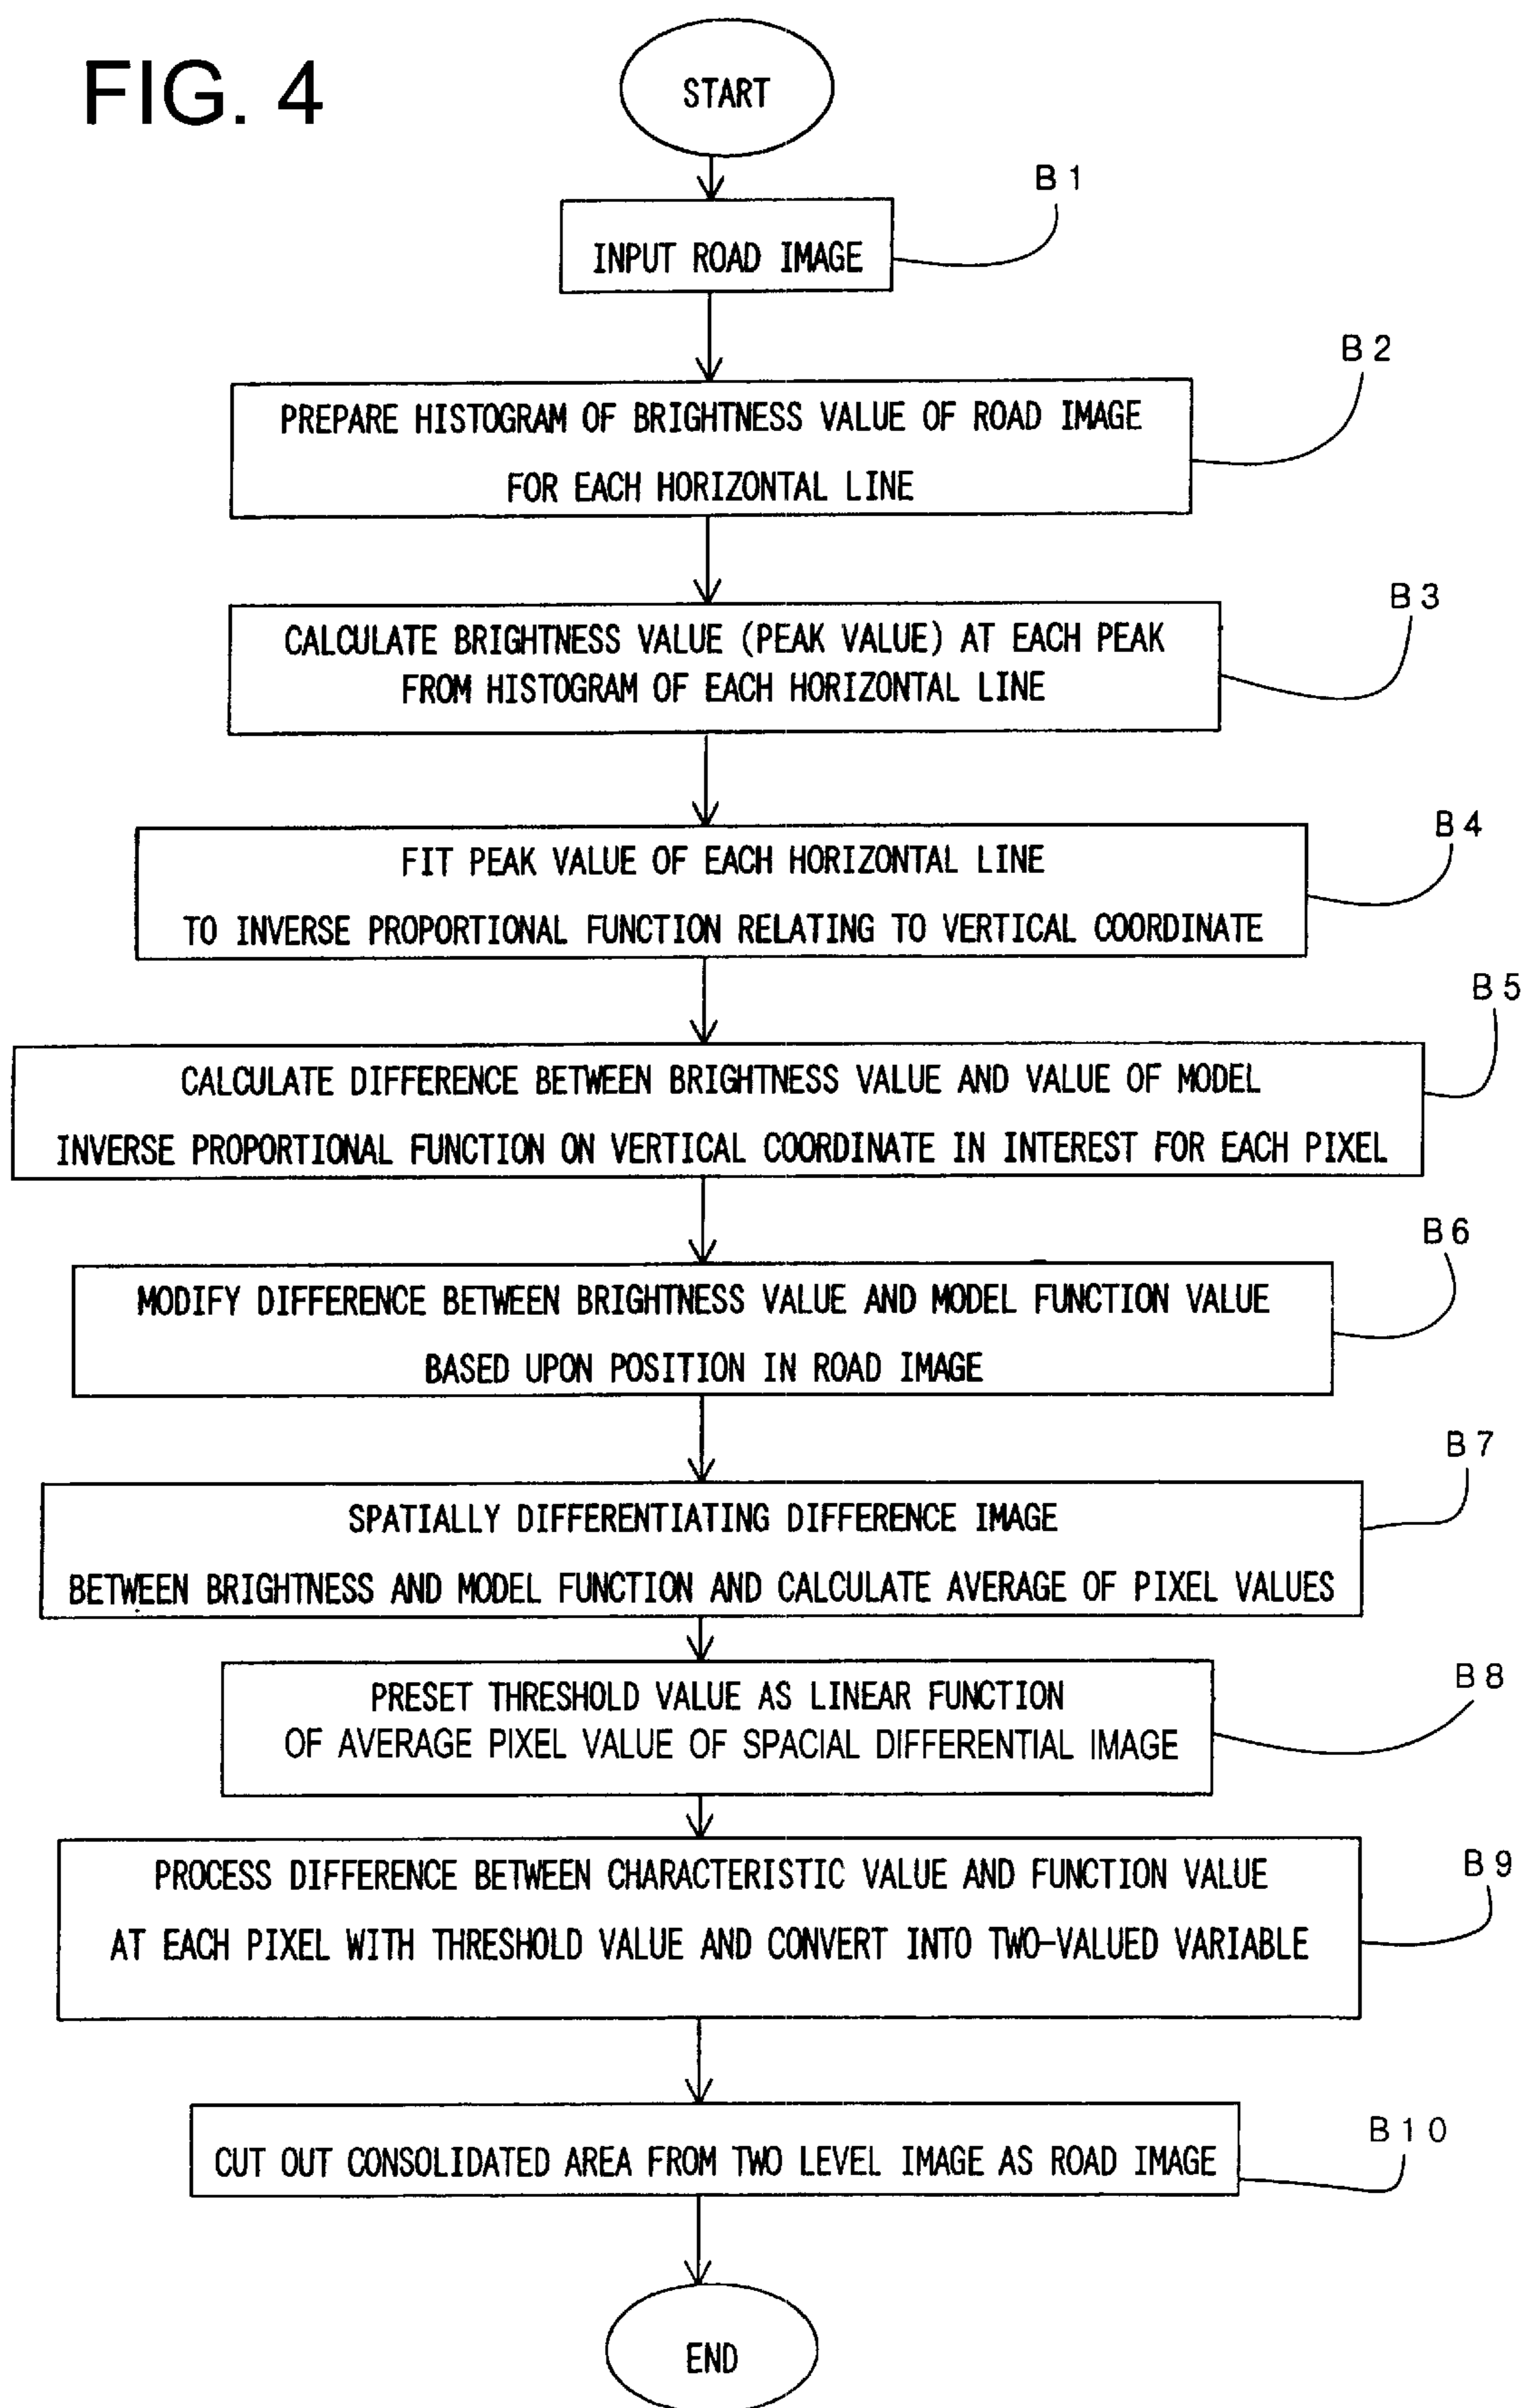 FIG. 4
START
B1
INPUT ROAD IMAGE
B2
PREPARE HISTOGRAM OF BRIGHTNESS VALUE OF ROAD IMAGE
FOR EACH HORIZONTAL LINE
B3
CALCULATE BRIGHTNESS VALUE (PEAK VALUE) AT EACH PEAK
FROM HISTOGRAM OF EACH HORIZONTAL LINE
B4
FIT PEAK VALUE OF EACH HORIZONTAL LINE
TO INVERSE PROPORTIONAL FUNCTION RELATING TO VERTICAL COORDINATE
B5
CALCULATE DIFFERENCE BETWEEN BRIGHTNESS VALUE AND VALUE OF MODEL
INVERSE PROPORTIONAL FUNCTION ON VERTICAL COORDINATE IN INTEREST FOR EACH PIXEL
B6
MODIFY DIFFERENCE BETWEEN BRIGHTNESS VALUE AND MODEL FUNCTION VALUE
BASED UPON POSITION IN ROAD IMAGE
B7
SPATIALLY DIFFERENTIATING DIFFERENCE IMAGE
BETWEEN BRIGHTNESS AND MODEL FUNCTION AND CALCULATE AVERAGE OF PIXEL VALUES
B8
PRESET THRESHOLD VALUE AS LINEAR FUNCTION
OF AVERAGE PIXEL VALUE OF SPACIAL DIFFERENTIAL IMAGE
B9
PROCESS DIFFERENCE BETWEEN CHARACTERISTIC VALUE AND FUNCTION VALUE
AT EACH PIXEL WITH THRESHOLD VALUE AND CONVERT INTO TWO-VALUED VARIABLE
B10
CUT OUT CONSOLIDATED AREA FROM TWO LEVEL IMAGE AS ROAD IMAGE
END